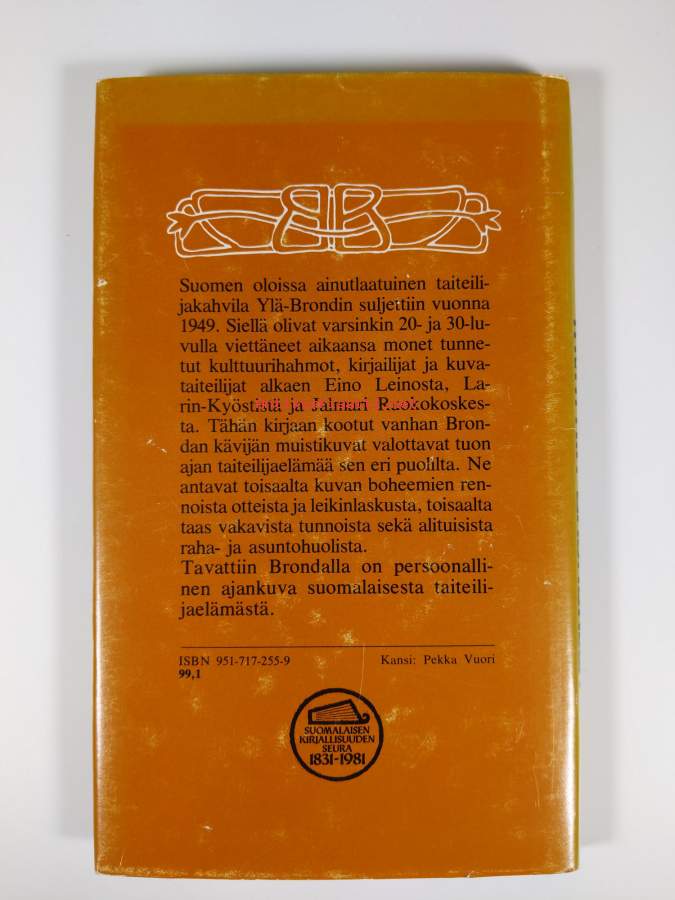 Suomen oloissa ainutlaatuinen taiteili-
jakahvila Ylä-Brondin suljettiin vuonna
1949. Siellä olivat varsinkin 20- ja 30-lu-
vulla viettäneet aikaansa monet tunne-
tut kulttuurihahmot, kirjailijat ja kuva-
taiteilijat alkaen Eino Leinosta, La-
rin-Kyöstistä ja Jalmari Ruokokoskes-
ta. Tähän kirjaan kootut vanhan Bron-
dan kävijän muistikuvat valottavat tuon
ajan taiteilijaelämää sen eri puolilta. Ne
antavat toisaalta kuvan boheemien ren-
noista otteista ja leikinlaskusta, toisaalta
taas vakavista tunnoista sekä alituisista
raha- ja asuntohuolista.
Tavattiin Brondalla on persoonalli-
nen ajankuva suomalaisesta taiteili-
jaelämästä.
ISBN 951-717-255-9 Kansi: Pekka Vuori
99,1
SUOMALAISEN
KIRJALLISUUDEN
SEURA
1831-1981